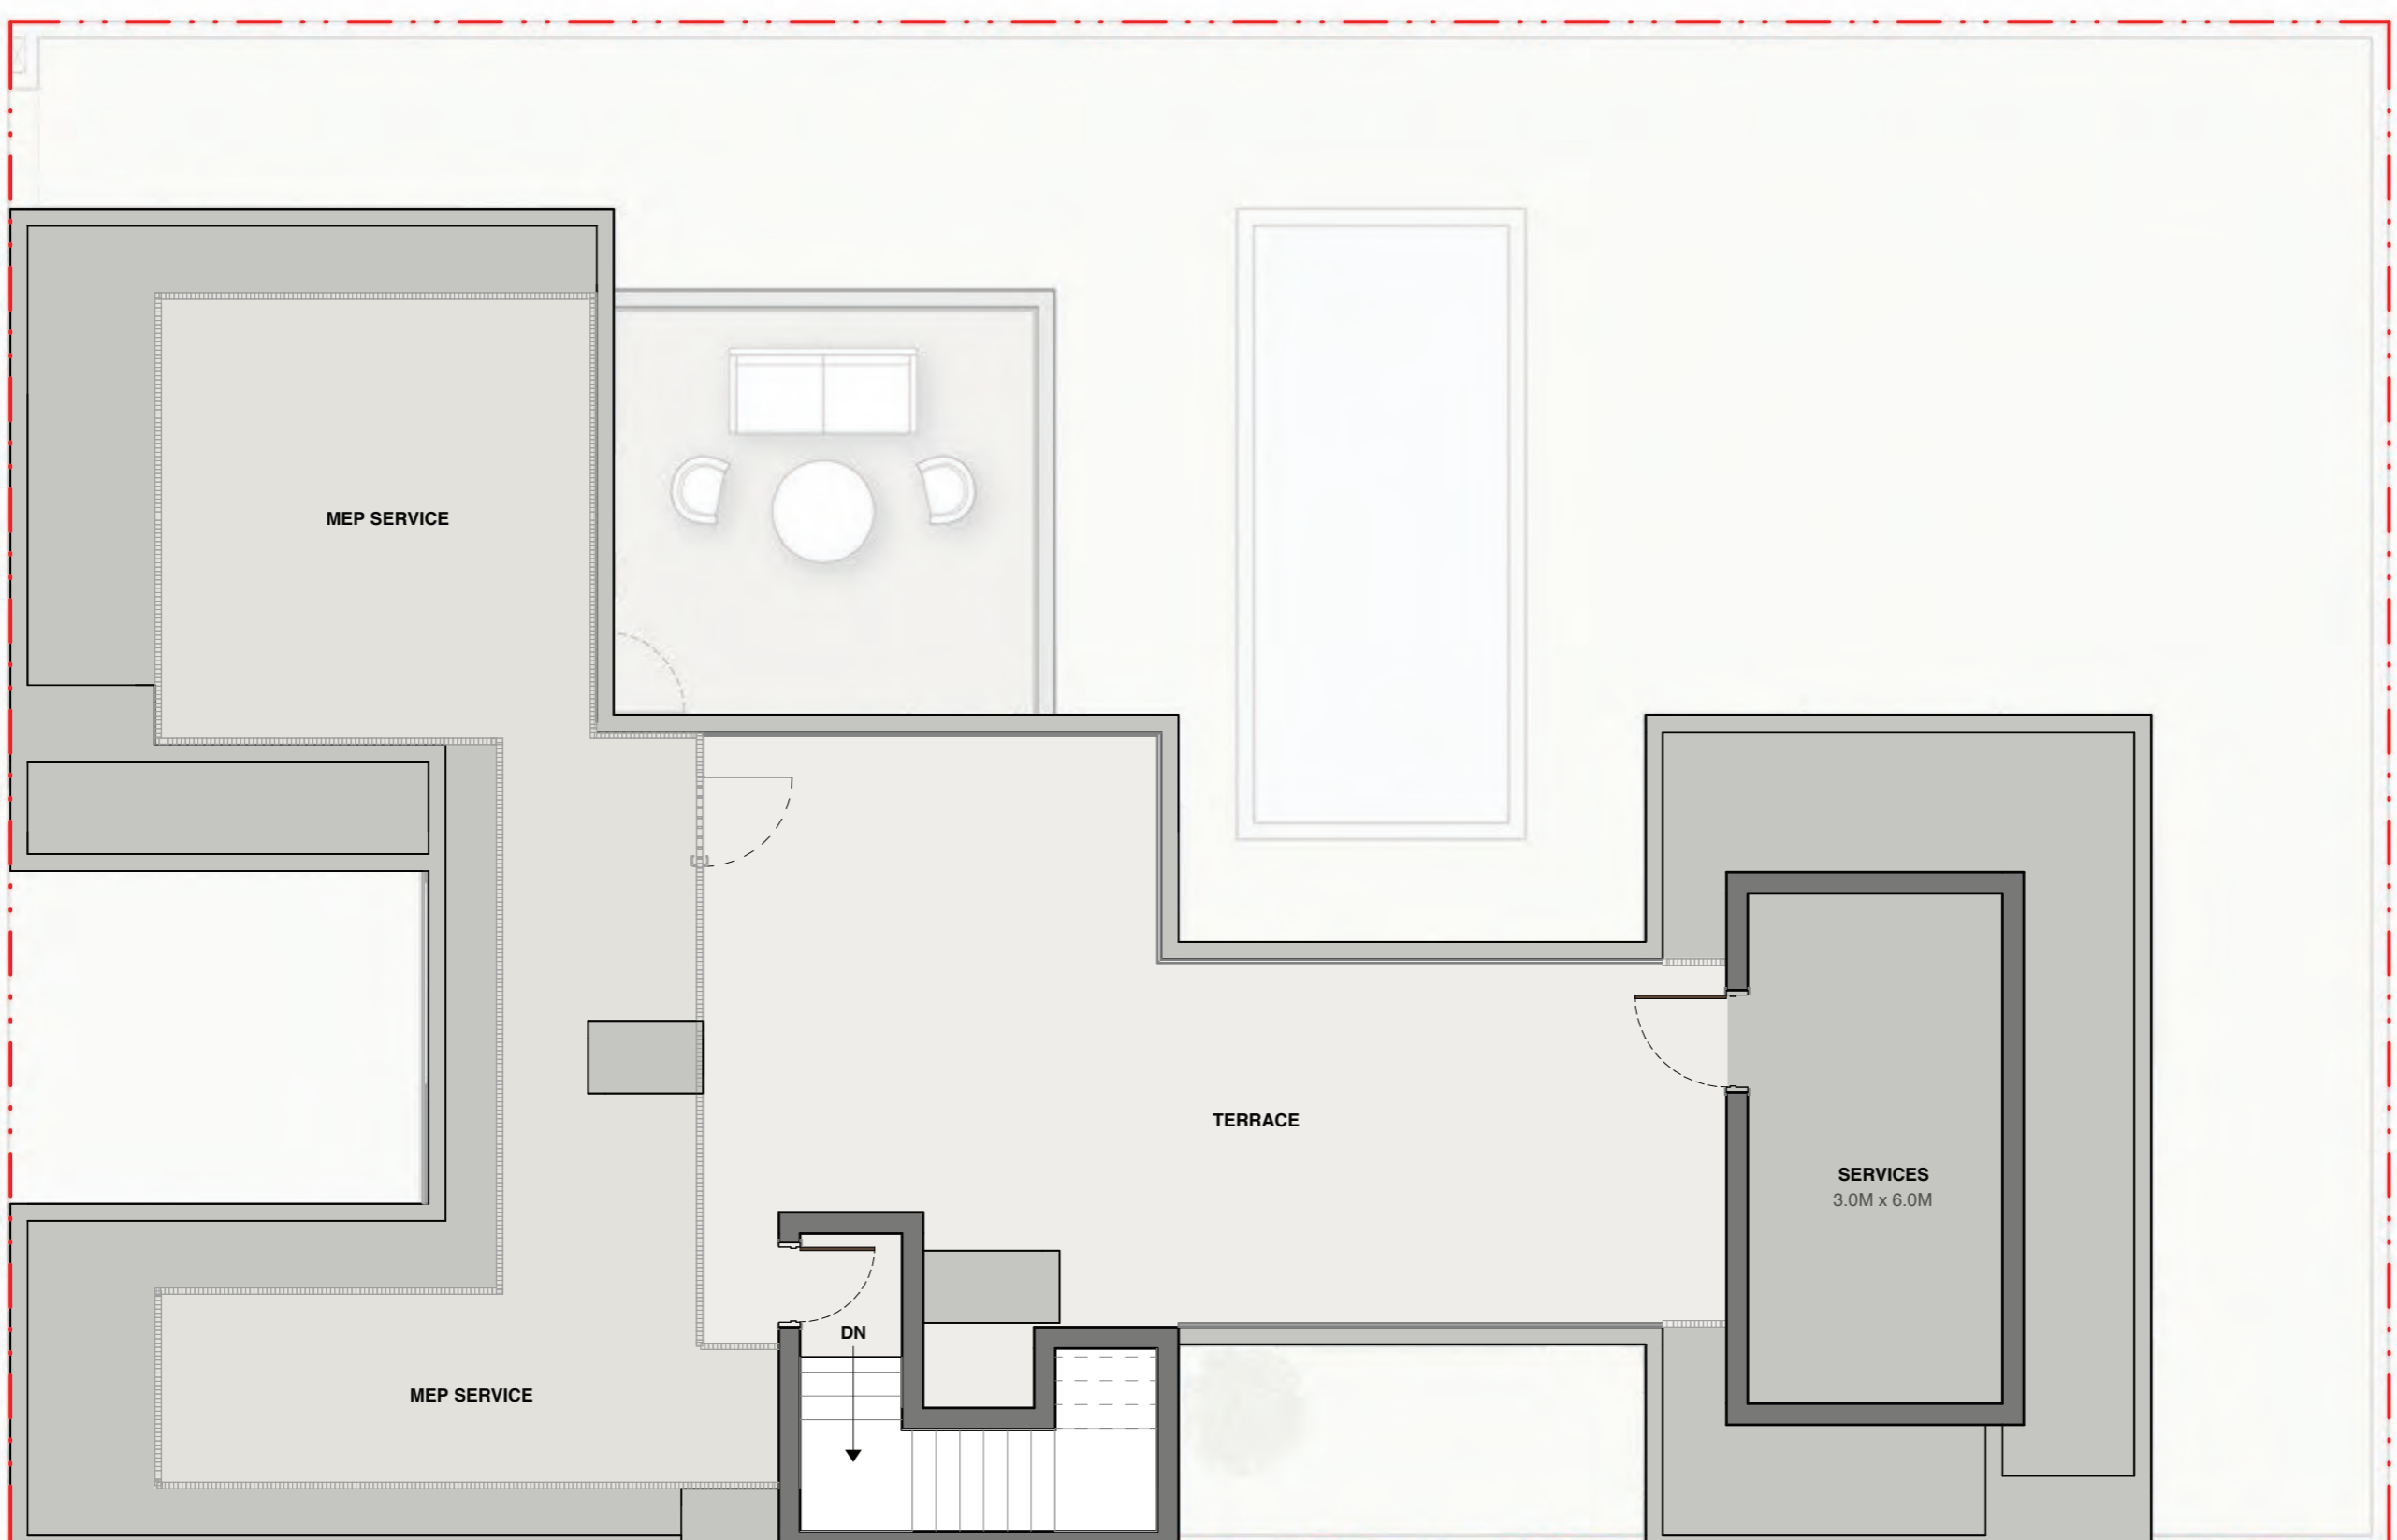 MEP SERVICE
TERRACE
SERVICES
3.0M x 6.0M
DN
MEP SERVICE